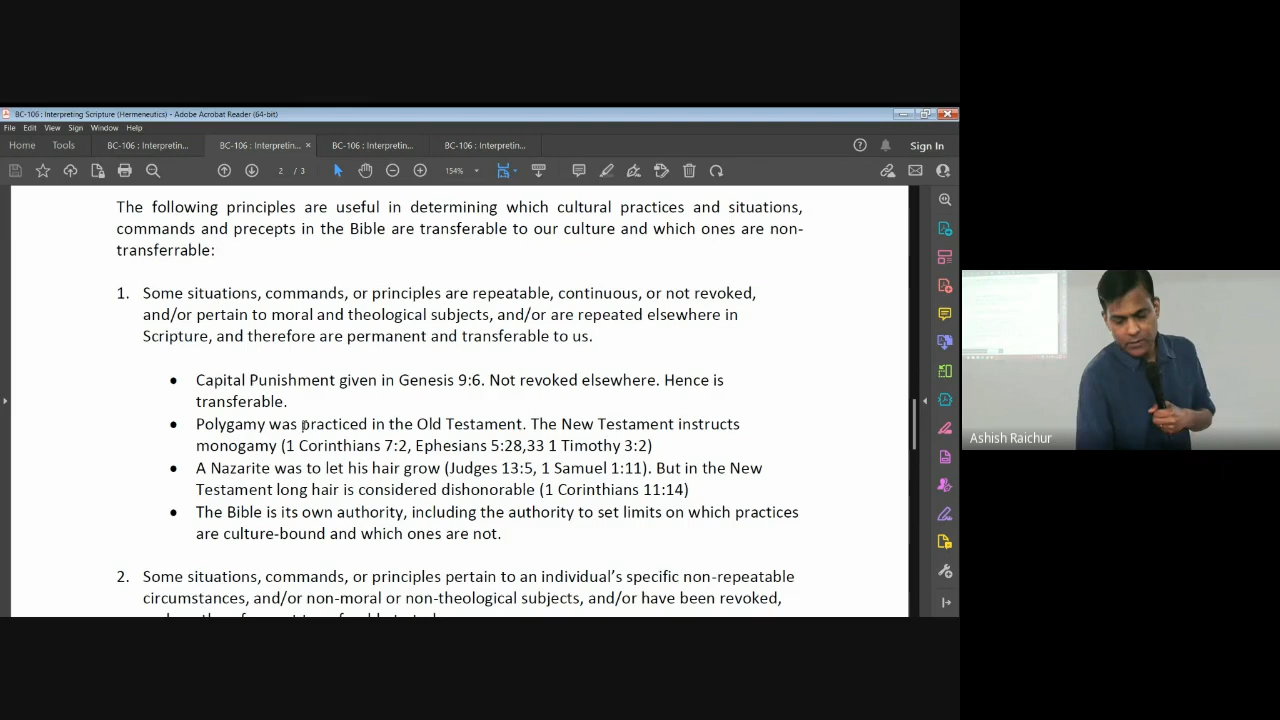 BC-106 : Interpreting Scripture (Hermeneutics) - Adobe Acrobat Reader (64-bit)
File Edit View Sign Window Help
Home Tools BC-106 : Interpretin... BC-106 : Interpretin... × BC-106 : Interpretin... BC-106 : Interpretin... Sign In
2 / 3 154%
The following principles are useful in determining which cultural practices and situations,
commands and precepts in the Bible are transferable to our culture and which ones are non-
transferrable:
1. Some situations, commands, or principles are repeatable, continuous, or not revoked,
and/or pertain to moral and theological subjects, and/or are repeated elsewhere in
Scripture, and therefore are permanent and transferable to us.
• Capital Punishment given in Genesis 9:6. Not revoked elsewhere. Hence is
transferable.
• Polygamy was practiced in the Old Testament. The New Testament instructs
monogamy (1 Corinthians 7:2, Ephesians 5:28,33 1 Timothy 3:2)
• A Nazarite was to let his hair grow (Judges 13:5, 1 Samuel 1:11). But in the New
Testament long hair is considered dishonorable (1 Corinthians 11:14)
• The Bible is its own authority, including the authority to set limits on which practices
are culture-bound and which ones are not.
2. Some situations, commands, or principles pertain to an individual's specific non-repeatable
circumstances, and/or non-moral or non-theological subjects, and/or have been revoked,
Ashish Raichur